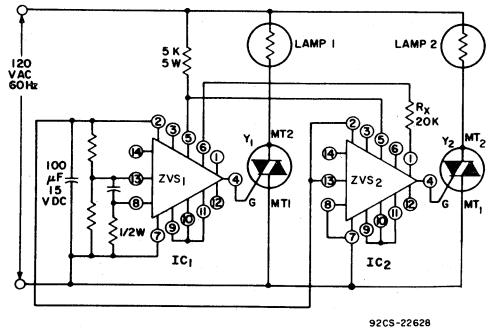 120
VAC
60Hz
5 K
5 W
LAMP 1
LAMP 2
RX
20K
Y1
MT2
MT1
Y2
MT2
MT1
2
3
5
6
1
14
13
8
7
9
10
11
12
4
G
ZVS1
IC1
100
μF
15
VDC
1/2W
2
3
5
6
1
14
13
8
7
9
10
11
12
4
G
ZVS2
IC2
92CS-22628